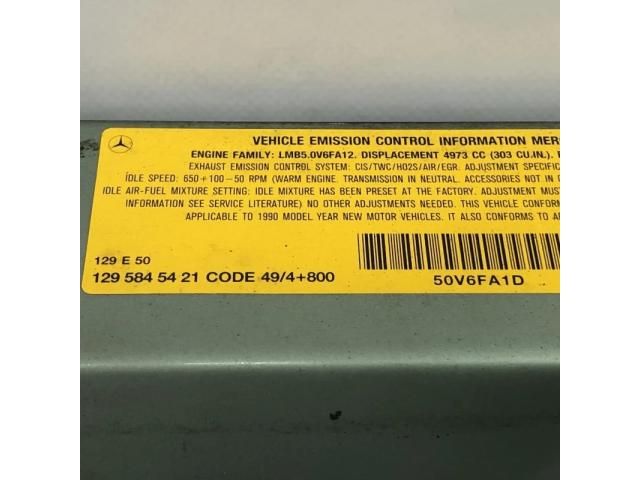 VEHICLE EMISSION CONTROL INFORMATION
ENGINE FAMILY: LMB5.0V6FA12. DISPLACEMENT 4973 CC (303 CU.IN.).
EXHAUST EMISSION CONTROL SYSTEM: CIS/TWC/HO2S/AIR/EGR. ADJUSTMENT SPECIFICA
IDLE SPEED: 650+100-50 RPM (WARM ENGINE. TRANSMISSION IN NEUTRAL. ACCESSORIES NOT IN
IDLE AIR-FUEL MIXTURE SETTING: IDLE MIXTURE HAS BEEN PRESET AT THE FACTORY. ADJUSTMENT MUST
INFORMATION SEE SERVICE LITERATURE) NO OTHER ADJUSTMENTS NEEDED. THIS VEHICLE CONFORMS
APPLICABLE TO 1990 MODEL YEAR NEW MOTOR VEHICLES. IT ALSO CONFORMS TO
129 E 50
129 584 54 21 CODE 49/4+800
50V6FA1D